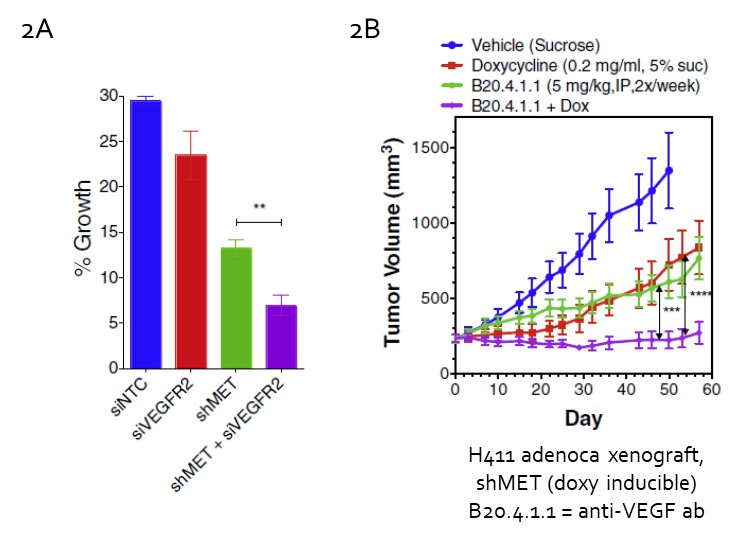 2A
2B
Vehicle (Sucrose)
Doxycycline (0.2 mg/ml, 5% suc)
B20.4.1.1 (5 mg/kg,IP,2x/week)
B20.4.1.1 + Dox
% Growth
30
25
20
15
10
5
0
**
siNTC
siVEGFR2
shMET
shMET + siVEGFR2
Tumor Volume (mm³)
1500
1000
500
0
***
****
0 10 20 30 40 50 60
Day
H411 adenoca xenograft,
shMET (doxy inducible)
B20.4.1.1 = anti-VEGF ab